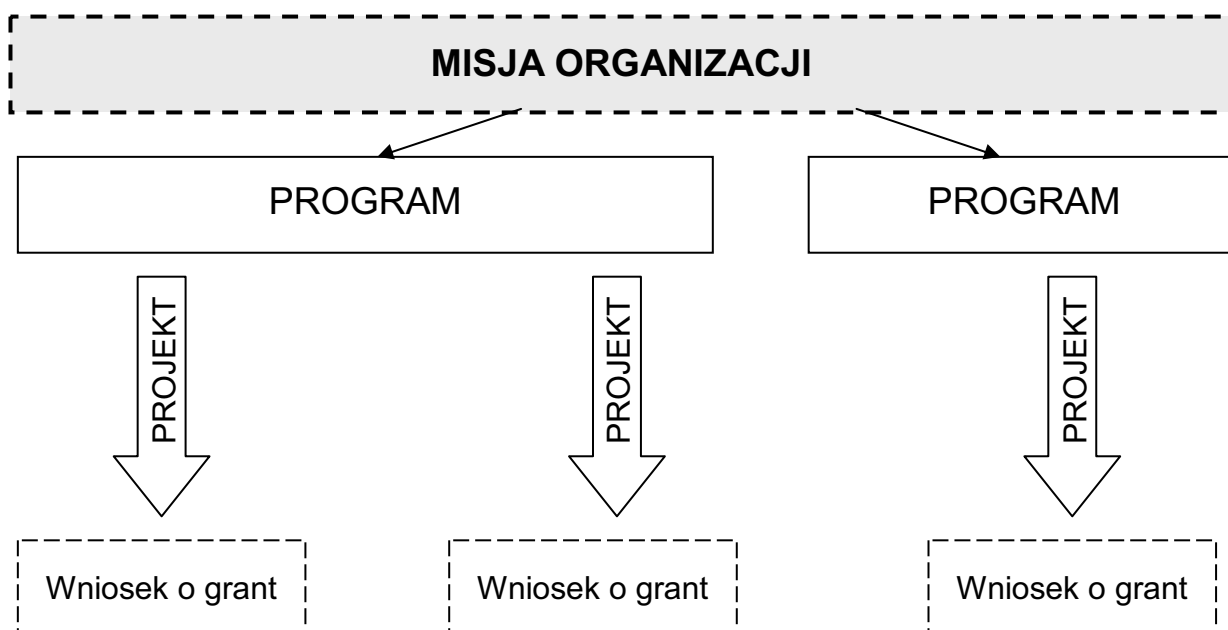 MISJA ORGANIZACJI
PROGRAM
PROGRAM
PROJEKT
PROJEKT
PROJEKT
Wniosek o grant
Wniosek o grant
Wniosek o grant